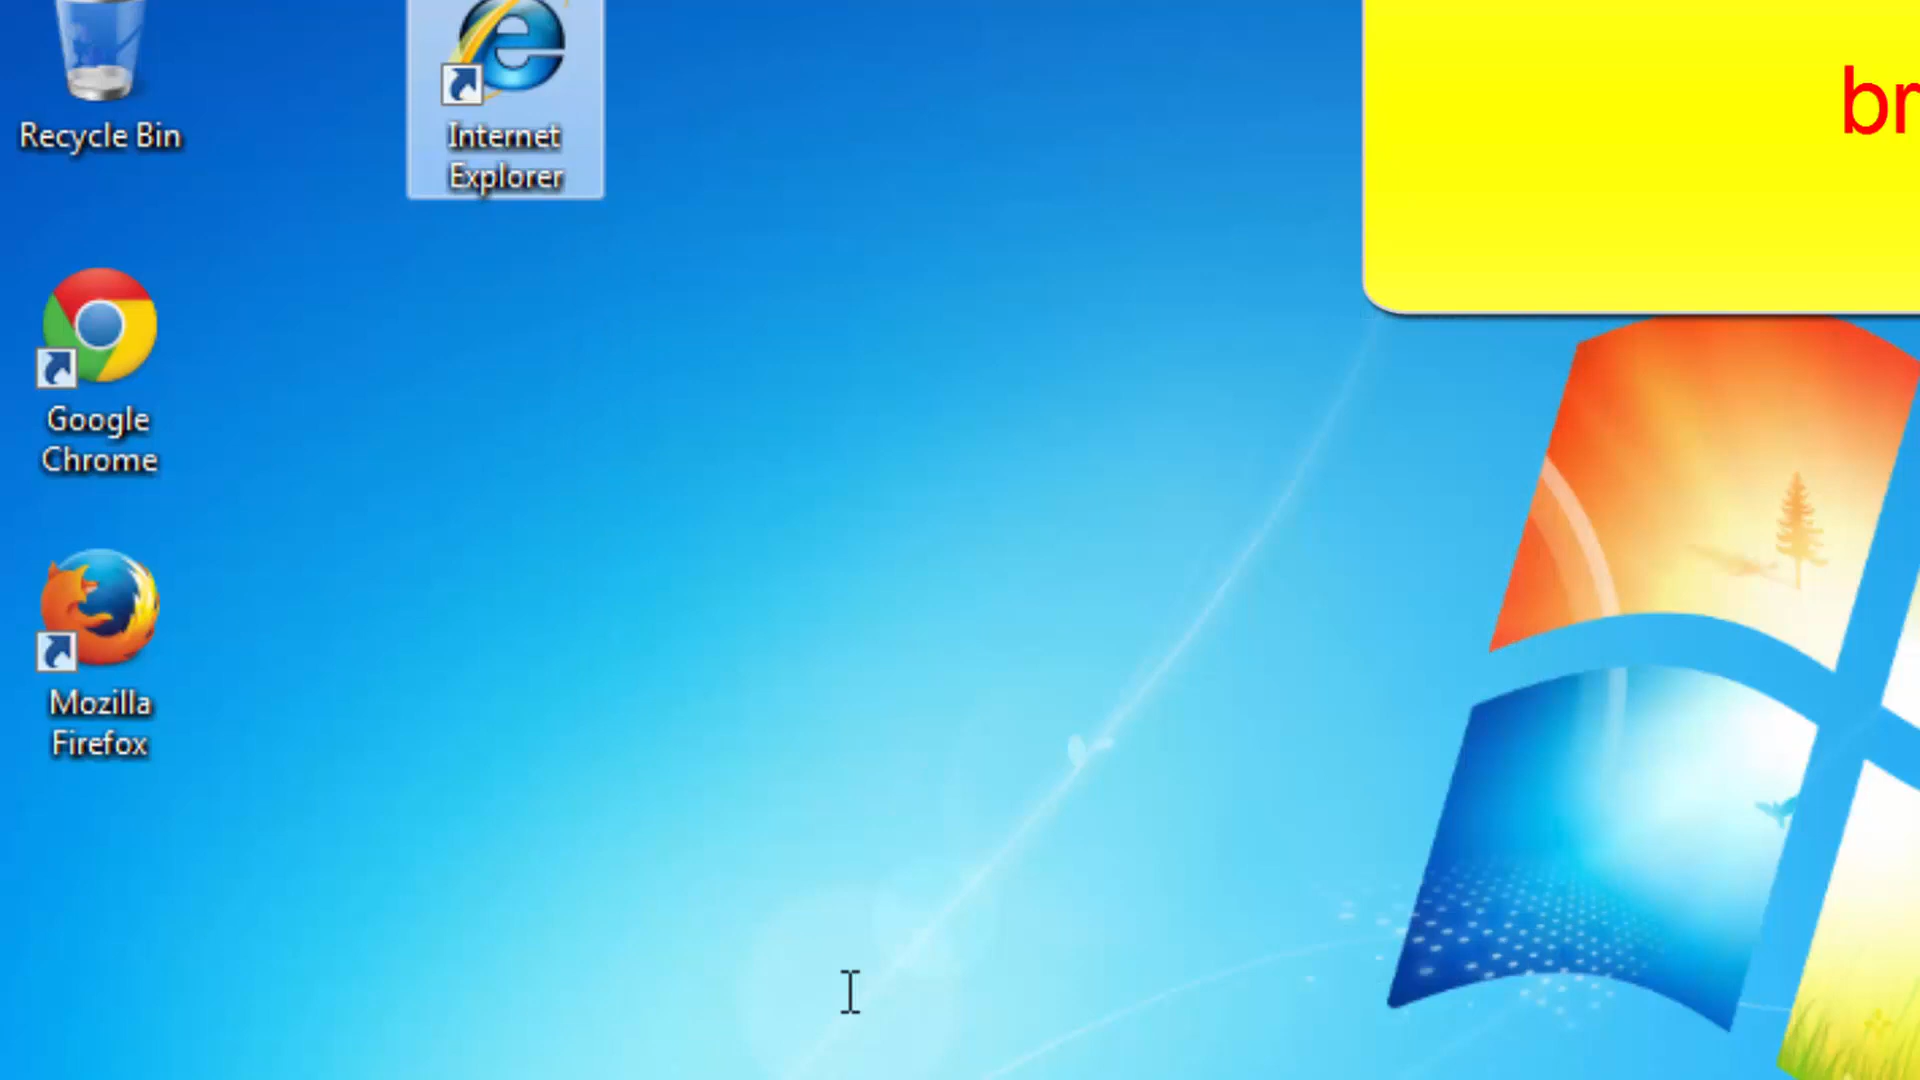 Recycle Bin
Internet
Explorer
br
Google
Chrome
Mozilla
Firefox